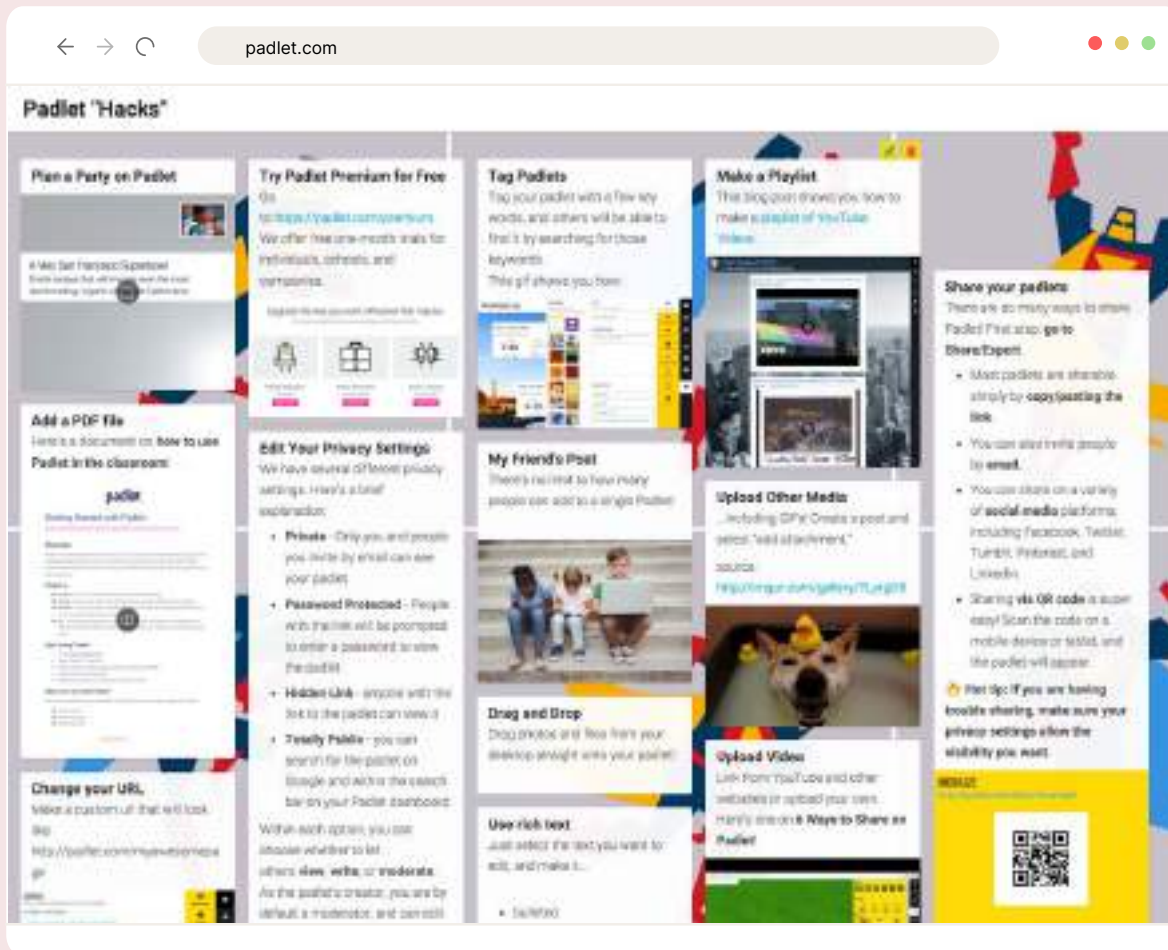 padlet.com
Padlet "Hacks"
Plan a Party on Padlet
Add a PDF file
Here's a document on how to use
Padlet in the classroom!
padlet
Getting Started with Padlet
Change your URL
Make a custom url that will look
like
http://padlet.com/myawesomepa
ge
Try Padlet Premium for Free
Go
to https://padlet.com/premium.
We offer free one-month trials for
individuals, schools, and
companies.
Edit Your Privacy Settings
We have several different privacy
settings. Here's a brief
explanation:
Private - Only you and people
you invite by email can see
your padlet
Password Protected - People
with the link will be prompted
to enter a password to view
the padlet
Hidden Link - anyone with the
link to the padlet can view it
Totally Public - you can
search for the padlet on
Google and within the search
bar on your Padlet dashboard
Within each option, you can
choose whether to let
others view, write, or moderate.
As the padlet's creator, you are by
default a moderator, and can edit
Tag Padlets
Tag your padlet with a few key
words, and others will be able to
find it by searching for those
keywords.
This gif shows you how:
My Friend's Post
There's no limit to how many
people can add to a single Padlet!
Drag and Drop
Drag photos and files from your
desktop straight onto your padlet!
Use rich text
Just select the text you want to
edit, and make it...
bulleted
Make a Playlist
This blog post shows you how to
make a playlist of YouTube
Videos.
Upload Other Media
...including GIFs! Create a post and
select "add attachment."
source:
Upload Video
Link from YouTube and other
websites or upload your own.
Here's one on 6 Ways to Share on
Padlet!
Share your padlets
There are so many ways to share
Padlet! First stop, go to
Share/Export.
Most padlets are sharable
simply by copy/pasting the
link.
You can also invite people
by email.
You can share on a variety
of social media platforms
including Facebook, Twitter,
Tumblr, Pinterest, and
LinkedIn.
Sharing via QR code is super
easy! Scan the code on a
mobile device or tablet, and
the padlet will appear.
Hot tip: If you are having
trouble sharing, make sure your
privacy settings allow the
visibility you want.